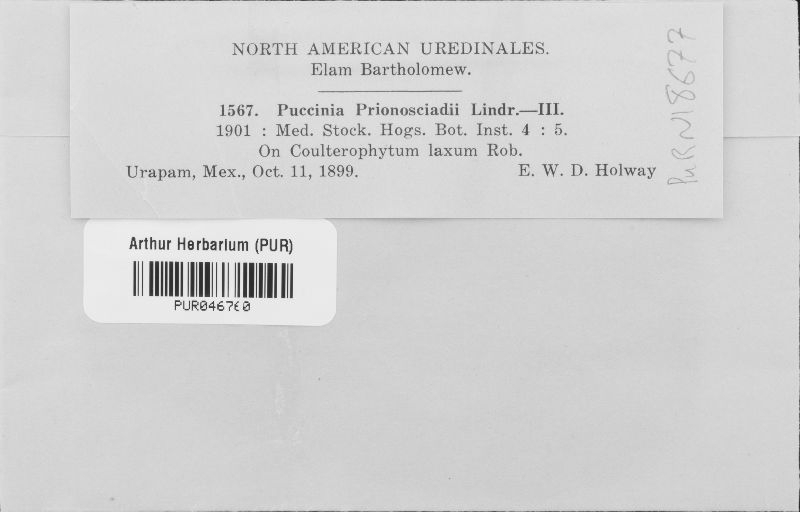 NORTH AMERICAN UREDINALES.
Elam Bartholomew.
1567. Puccinia Prionosciadii Lindr.—III.
1901 : Med. Stock. Hogs. Bot. Inst. 4 : 5.
On Coulterophytum laxum Rob.
Urapam, Mex., Oct. 11, 1899. E. W. D. Holway
PUR N18677
Arthur Herbarium (PUR)
PUR046760